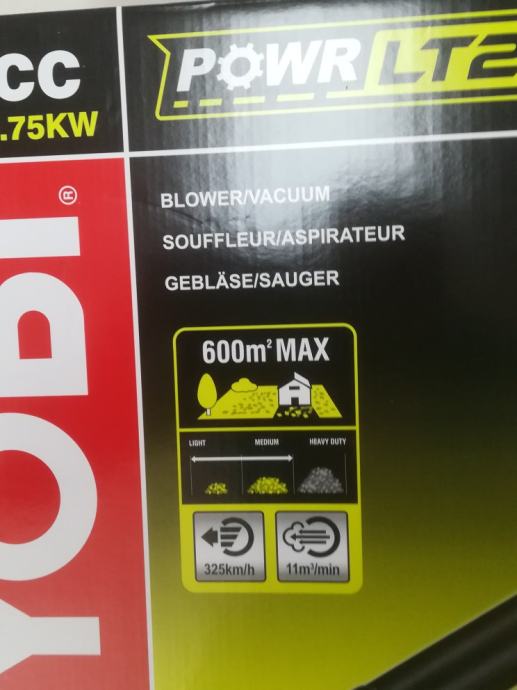 CC
.75KW
POWR LT2
YOBI®
BLOWER/VACUUM
SOUFFLEUR/ASPIRATEUR
GEBLÄSE/SAUGER
600m² MAX
LIGHT MEDIUM HEAVY DUTY
325km/h 11m³/min